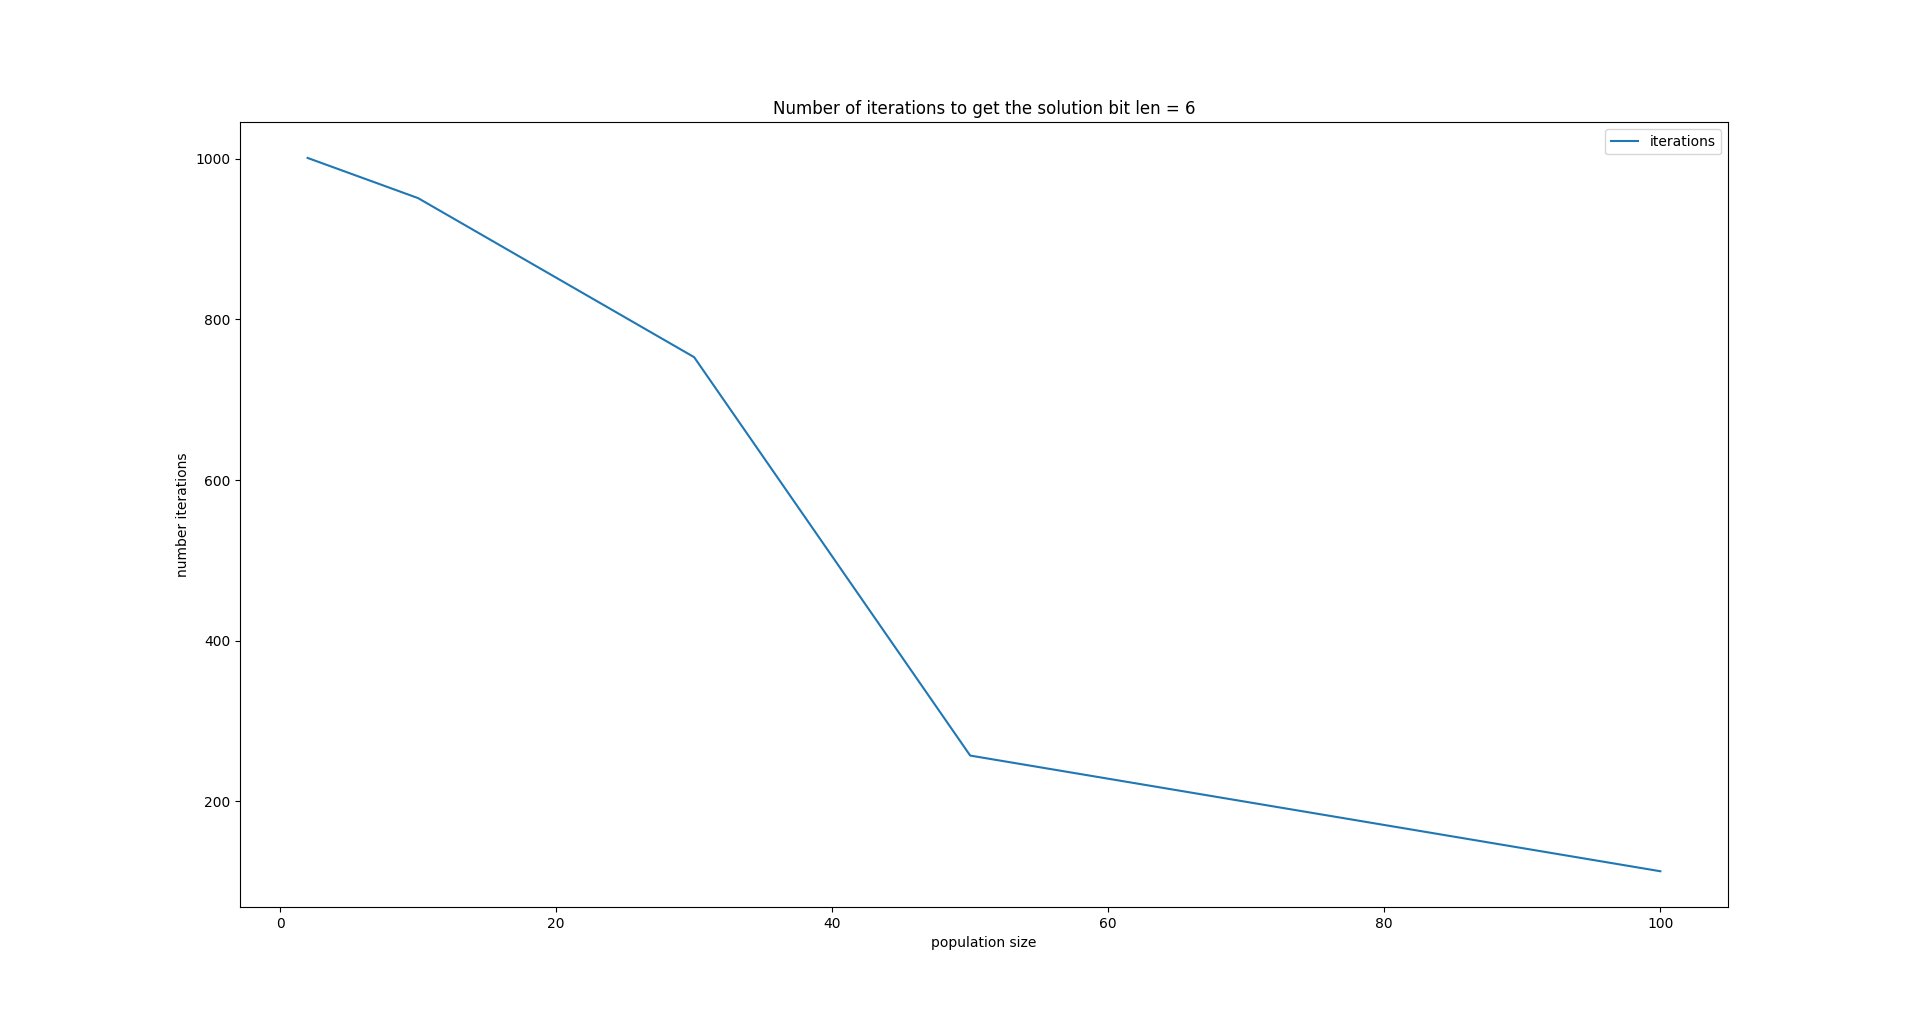 Number of iterations to get the solution bit len = 6
iterations
1000
800
600
400
200
number iterations
0 20 40 60 80 100
population size